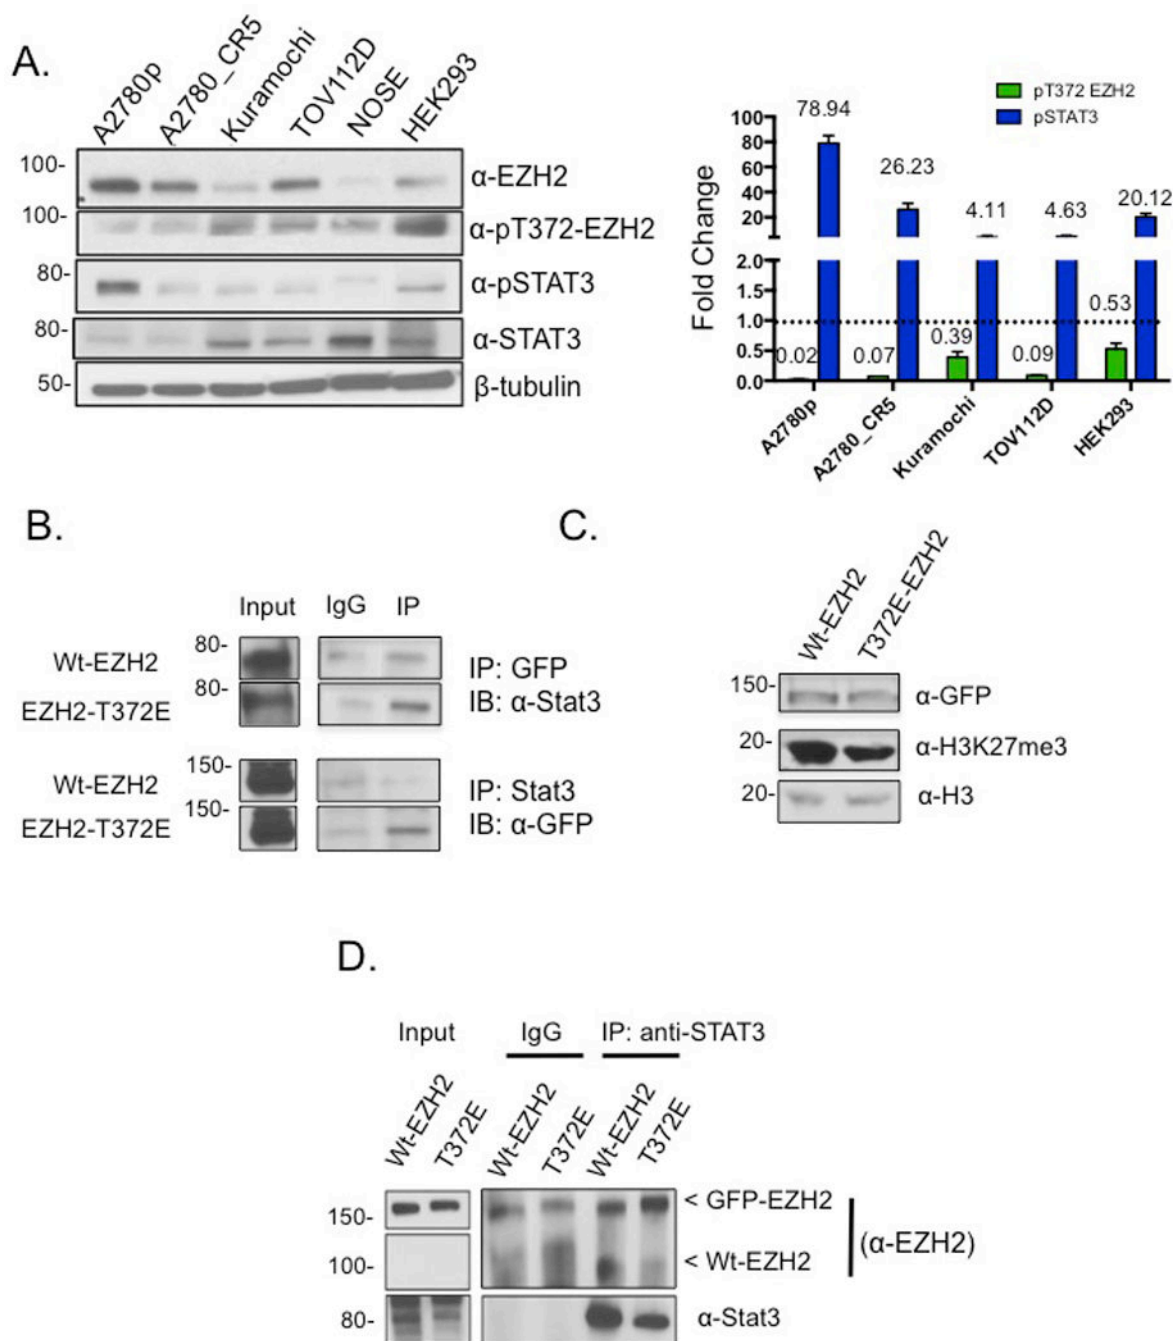 A.
A2780p
A2780_CR5
Kuramochi
TOV112D
NOSE
HEK293
100-
α-EZH2
100-
α-pT372-EZH2
80-
α-pSTAT3
80-
α-STAT3
50-
β-tubulin
pT372 EZH2
pSTAT3
Fold Change
100
80
60
40
20
2.0
1.5
1.0
0.5
0.0
78.94
26.23
4.11
4.63
20.12
0.02
0.07
0.39
0.09
0.53
A2780p
A2780_CR5
Kuramochi
TOV112D
HEK293
B.
Input IgG IP
Wt-EZH2
80-
IP: GFP
EZH2-T372E
80-
IB: α-Stat3
Wt-EZH2
150-
IP: Stat3
EZH2-T372E
150-
IB: α-GFP
C.
Wt-EZH2
T372E-EZH2
150-
α-GFP
20-
α-H3K27me3
20-
α-H3
D.
Input IgG IP: anti-STAT3
Wt-EZH2
T372E
Wt-EZH2
T372E
Wt-EZH2
T372E
150-
< GFP-EZH2
100-
< Wt-EZH2
(α-EZH2)
80-
α-Stat3